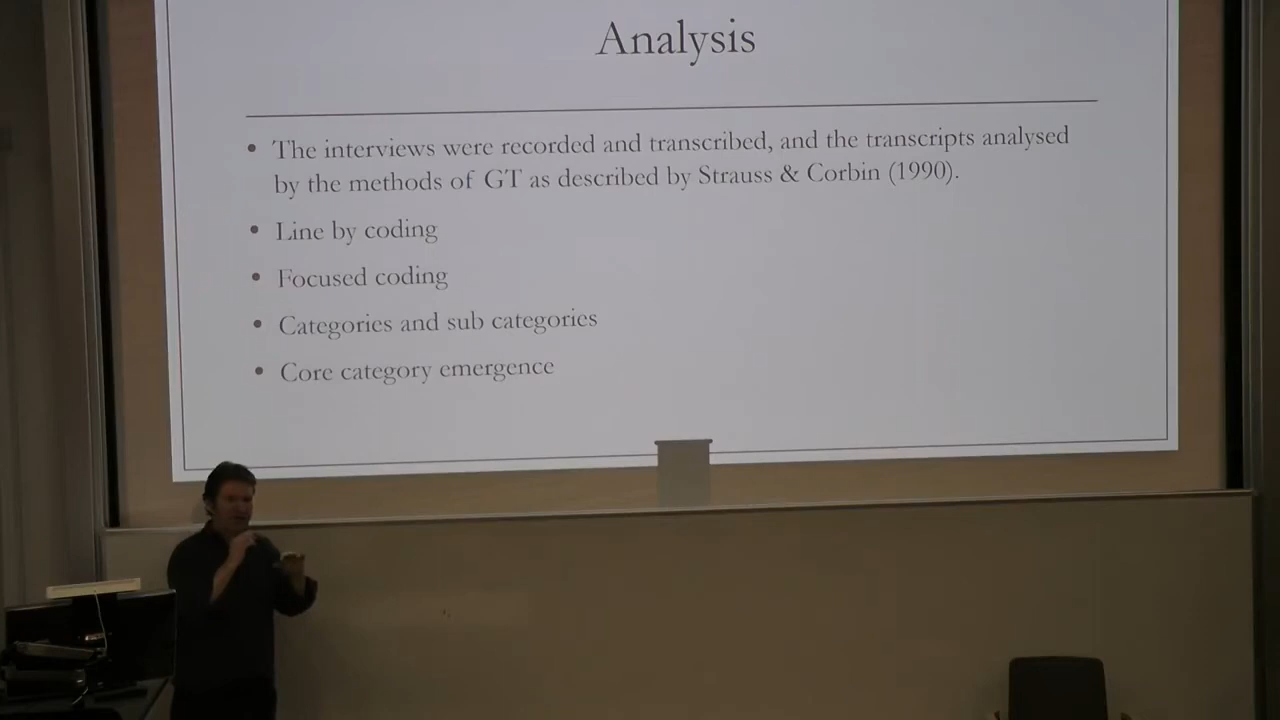 Analysis
• The interviews were recorded and transcribed, and the transcripts analysed
by the methods of GT as described by Strauss & Corbin (1990).
• Line by coding
• Focused coding
• Categories and sub categories
• Core category emergence